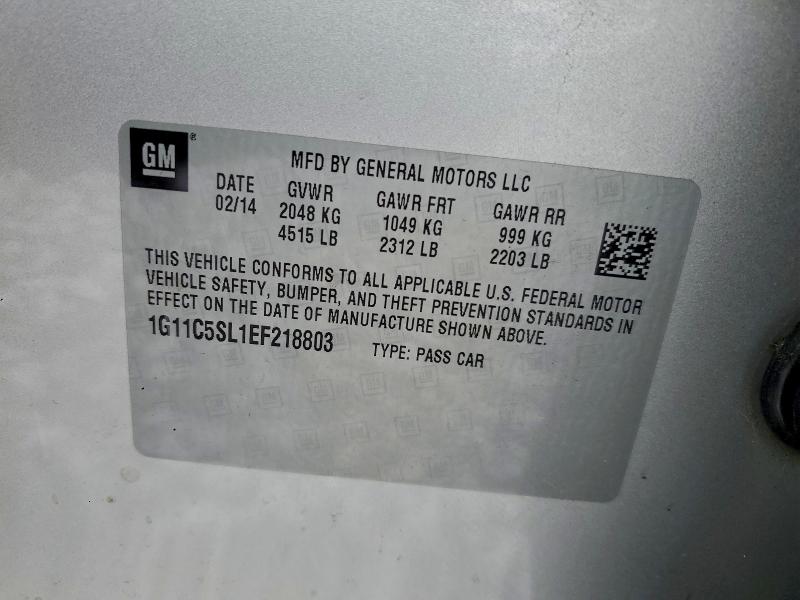 GM®
MFD BY GENERAL MOTORS LLC
DATE GVWR GAWR FRT GAWR RR
02/14 2048 KG 1049 KG 999 KG
4515 LB 2312 LB 2203 LB
THIS VEHICLE CONFORMS TO ALL APPLICABLE U.S. FEDERAL MOTOR
VEHICLE SAFETY, BUMPER, AND THEFT PREVENTION STANDARDS IN
EFFECT ON THE DATE OF MANUFACTURE SHOWN ABOVE.
1G11C5SL1EF218803 TYPE: PASS CAR